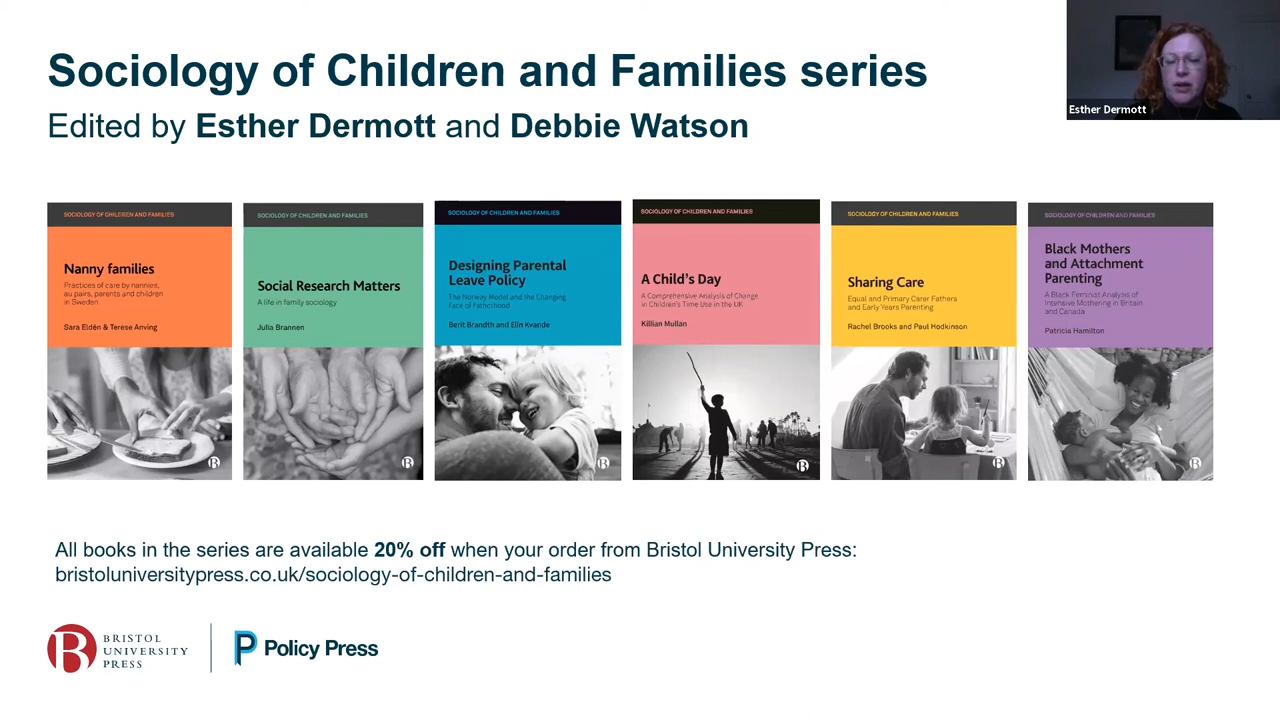 Sociology of Children and Families series
Edited by Esther Dermott and Debbie Watson
Esther Dermott
SOCIOLOGY OF CHILDREN AND FAMILIES
Nanny families
Practices of care by nannies,
au pairs, parents and children
in Sweden
Sara Eldén & Terese Anving
SOCIOLOGY OF CHILDREN AND FAMILIES
Social Research Matters
A life in family sociology
Julia Brannen
SOCIOLOGY OF CHILDREN AND FAMILIES
Designing Parental
Leave Policy
The Norway Model and the Changing
Face of Fatherhood
Berit Brandth and Elin Kvande
SOCIOLOGY OF CHILDREN AND FAMILIES
A Child's Day
A Comprehensive Analysis of Change
in Children's Time Use in the UK
Killian Mullan
SOCIOLOGY OF CHILDREN AND FAMILIES
Sharing Care
Equal and Primary Carer Fathers
and Early Years Parenting
Rachel Brooks and Paul Hodkinson
SOCIOLOGY OF CHILDREN AND FAMILIES
Black Mothers
and Attachment
Parenting
A Black Feminist Analysis of
Intensive Mothering in Britain
and Canada
Patricia Hamilton
All books in the series are available 20% off when your order from Bristol University Press:
bristoluniversitypress.co.uk/sociology-of-children-and-families
BRISTOL
UNIVERSITY
PRESS
Policy Press